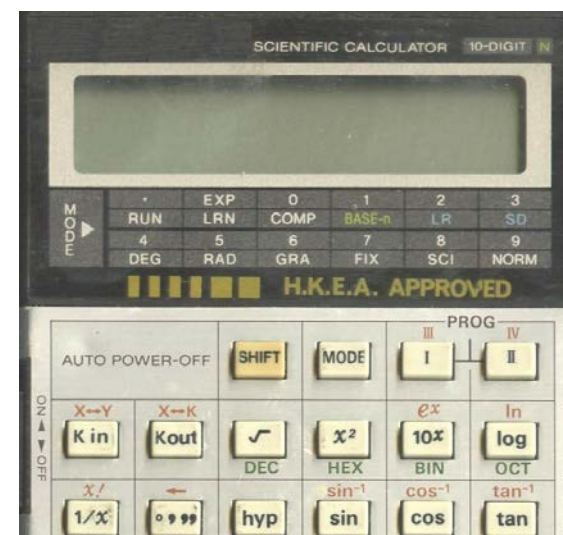 SCIENTIFIC CALCULATOR 10-DIGIT N
MODE
· EXP 0 1 2 3
RUN LRN COMP BASE-n LR SD
4 5 6 7 8 9
DEG RAD GRA FIX SCI NORM
H.K.E.A. APPROVED
PROG
III IV
AUTO POWER-OFF SHIFT MODE I II
ON OFF
X↔Y X↔K eˣ ln
K in Kout √ x² 10ˣ log
DEC HEX BIN OCT
x! ← sin⁻¹ cos⁻¹ tan⁻¹
1/x ° ’ ’’ hyp sin cos tan